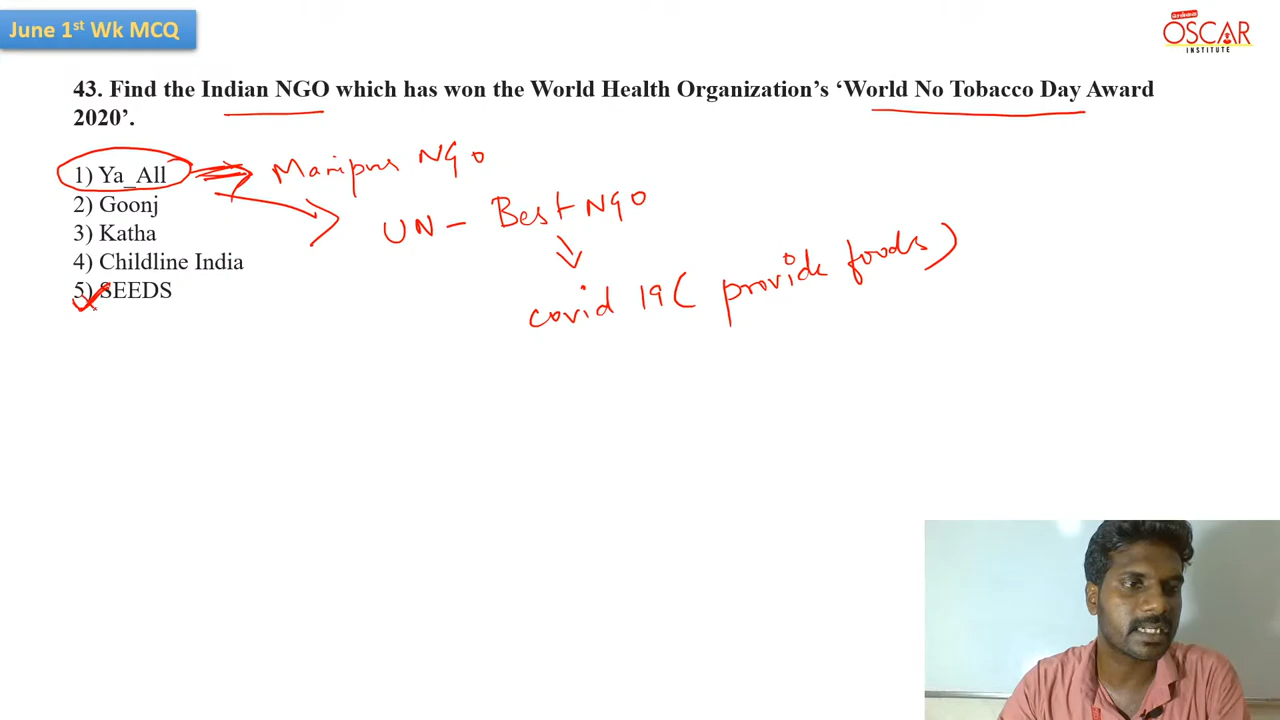 June 1st Wk MCQ
சென்னை
OSCAR
INSTITUTE
43. Find the Indian NGO which has won the World Health Organization's ‘World No Tobacco Day Award
2020’.
1) Ya_All
2) Goonj
3) Katha
4) Childline India
5) SEEDS
Manipur NGO
UN - Best NGO
covid 19 ( provide foods )